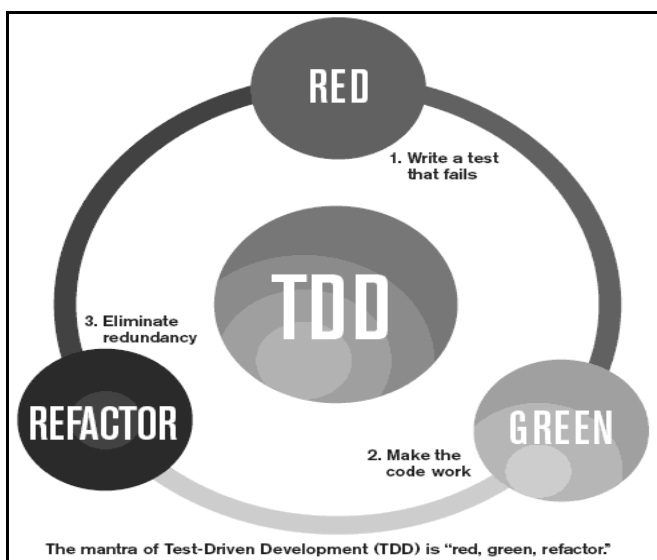 RED
1. Write a test
that fails
TDD
3. Eliminate
redundancy
REFACTOR
GREEN
2. Make the
code work
The mantra of Test-Driven Development (TDD) is “red, green, refactor.”